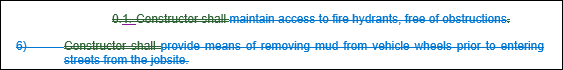 0.1. Constructor shall maintain access to fire hydrants, free of obstructions.
6) Constructor shall provide means of removing mud from vehicle wheels prior to entering
streets from the jobsite.